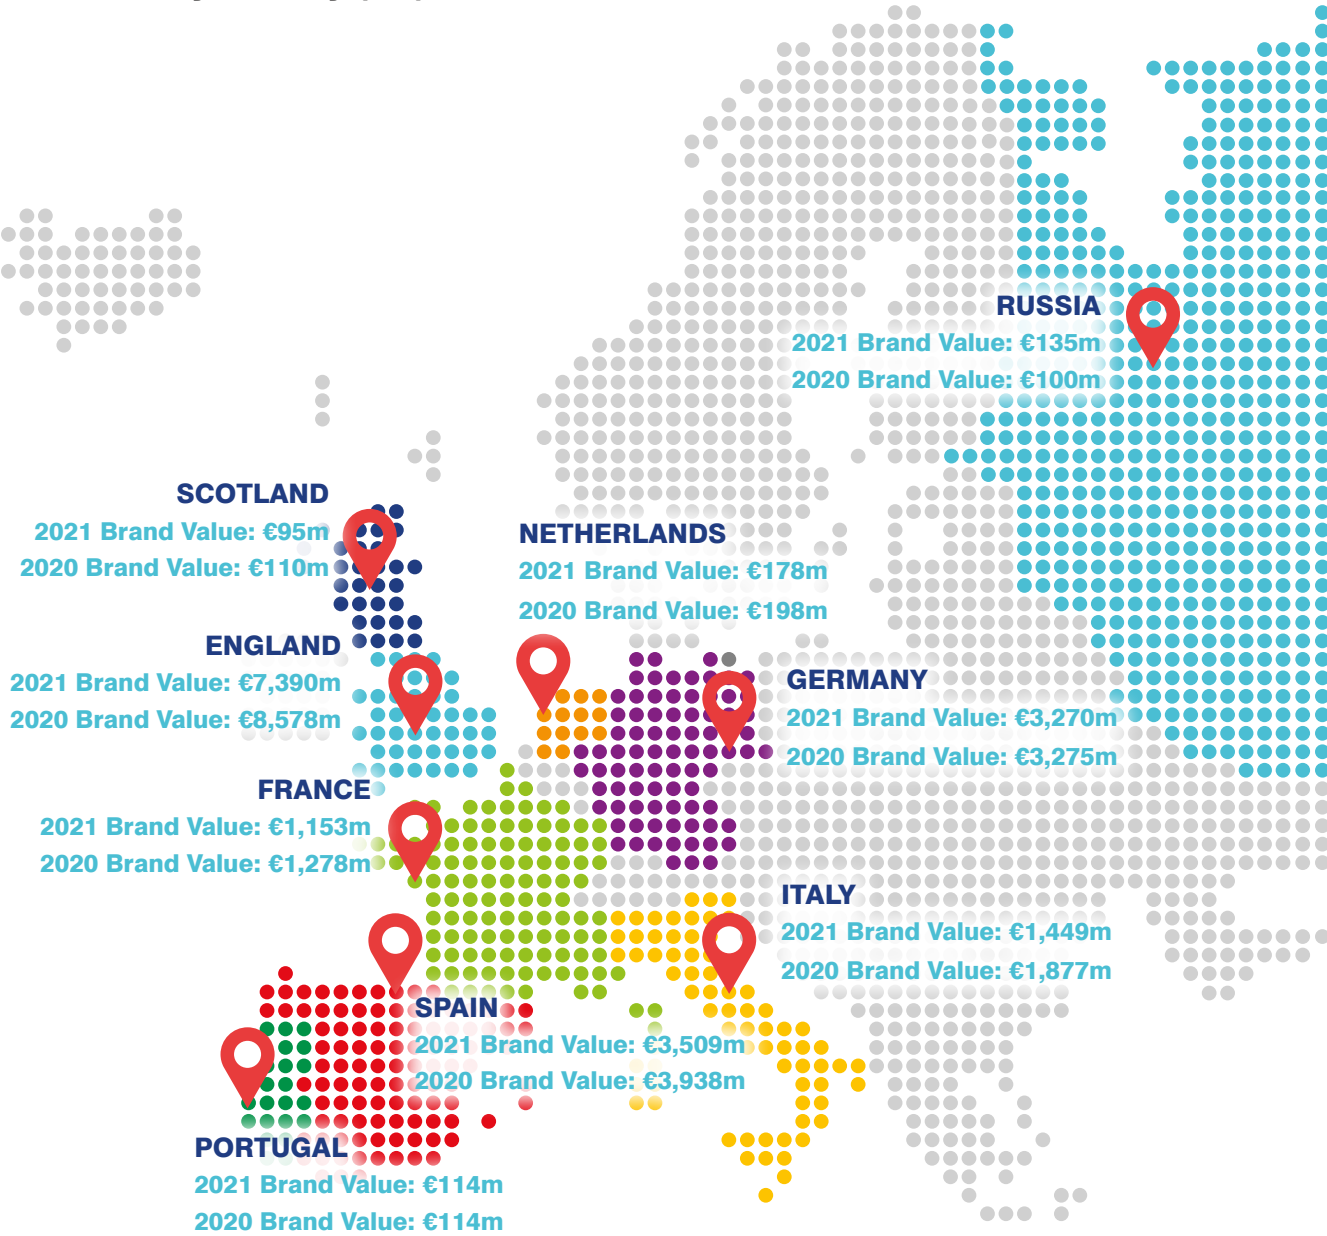 RUSSIA
2021 Brand Value: €135m
2020 Brand Value: €100m
SCOTLAND
2021 Brand Value: €95m
2020 Brand Value: €110m
NETHERLANDS
2021 Brand Value: €178m
2020 Brand Value: €198m
ENGLAND
2021 Brand Value: €7,390m
2020 Brand Value: €8,578m
GERMANY
2021 Brand Value: €3,270m
2020 Brand Value: €3,275m
FRANCE
2021 Brand Value: €1,153m
2020 Brand Value: €1,278m
ITALY
2021 Brand Value: €1,449m
2020 Brand Value: €1,877m
SPAIN
2021 Brand Value: €3,509m
2020 Brand Value: €3,938m
PORTUGAL
2021 Brand Value: €114m
2020 Brand Value: €114m